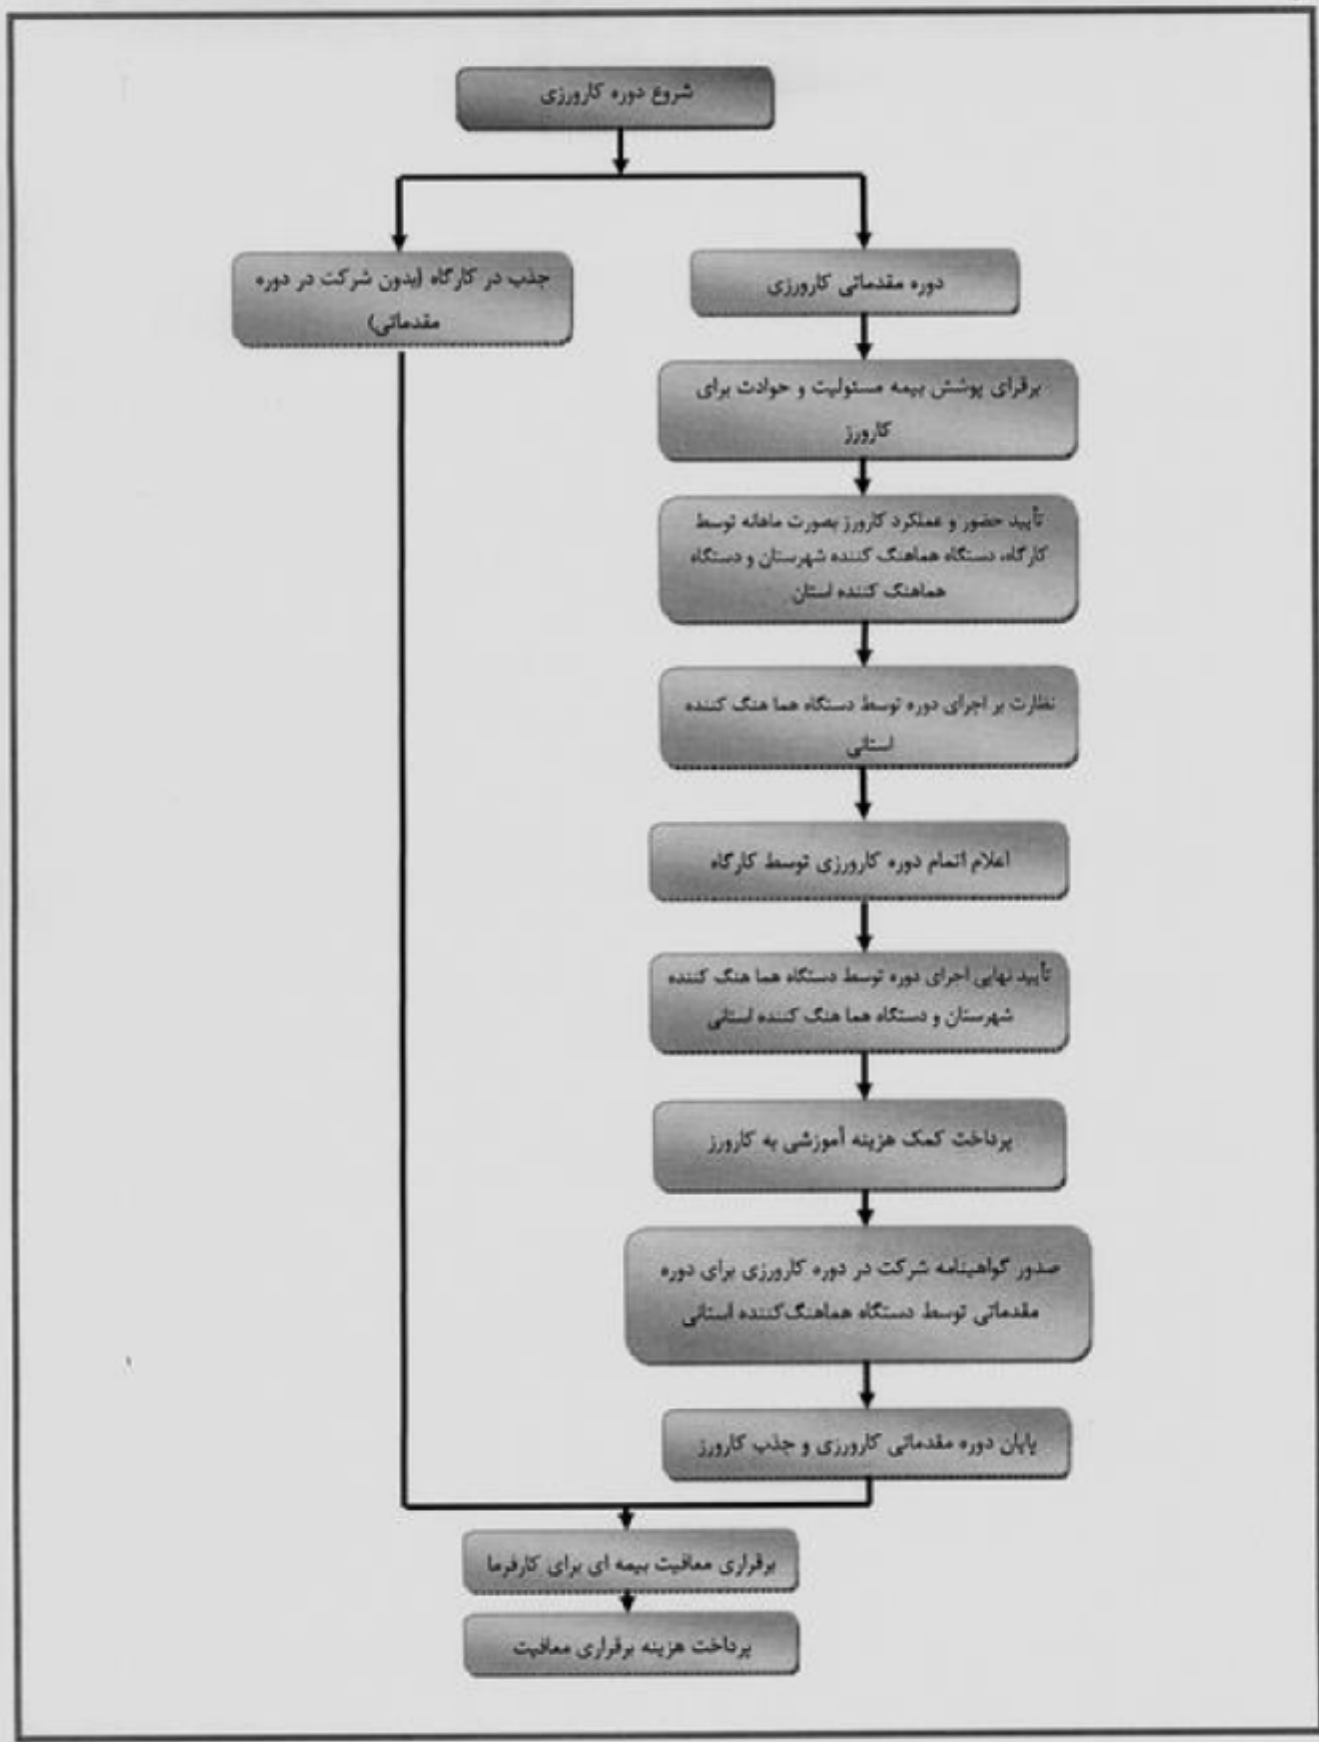 شروع دوره کارورزی
دوره مقدماتی کارورزی
جذب در کارگاه (بدون شرکت در دوره
مقدماتی)
برقرای پوشش بیمه مسئولیت و حوادث برای
کارورز
تأیید حضور و عملکرد کارورز بصورت ماهانه توسط
کارگاه، دستگاه هماهنگ کننده شهرستان و دستگاه
هماهنگ کننده استان
نظارت بر اجرای دوره توسط دستگاه هما هنگ کننده
استانی
اعلام اتمام دوره کارورزی توسط کارگاه
تأیید نهایی اجرای دوره توسط دستگاه هما هنگ کننده
شهرستان و دستگاه هما هنگ کننده استانی
پرداخت کمک هزینه آموزشی به کارورز
صدور گواهینامه شرکت در دوره کارورزی برای دوره
مقدماتی توسط دستگاه هماهنگ‌کننده استانی
پایان دوره مقدماتی کارورزی و جذب کارورز
برقراری معافیت بیمه ای برای کارفرما
پرداخت هزینه برقراری معافیت